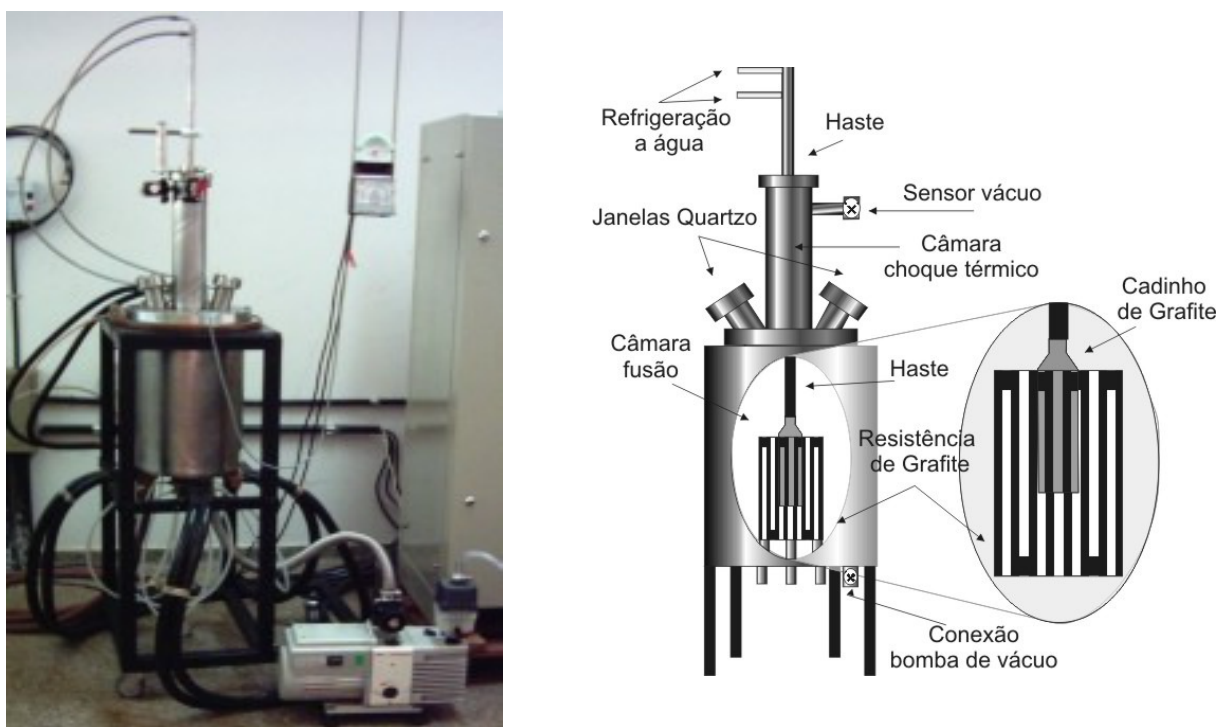 Refrigeração
a água
Haste
Sensor vácuo
Janelas Quartzo
Câmara
choque térmico
Cadinho
de Grafite
Câmara
fusão
Haste
Resistência
de Grafite
Conexão
bomba de vácuo